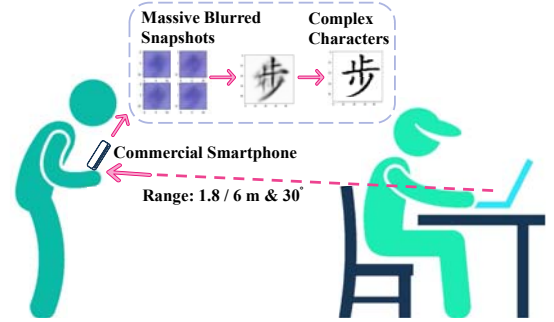 Massive Blurred
Snapshots
Complex
Characters
步
步
Commercial Smartphone
Range: 1.8 / 6 m & 30°